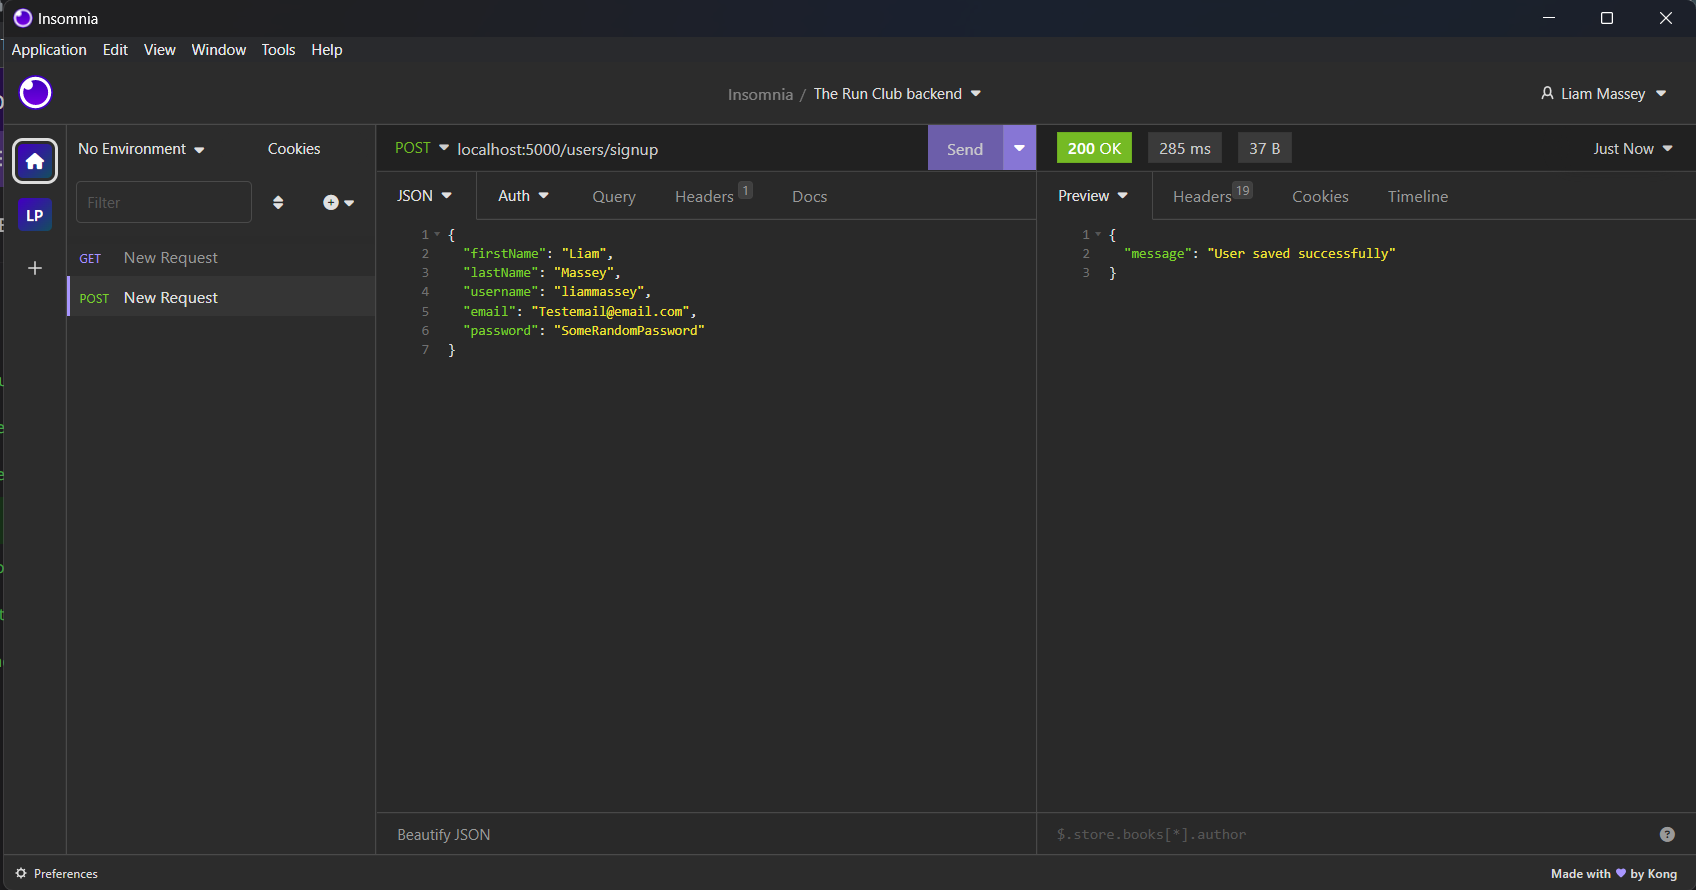 Insomnia
Application Edit View Window Tools Help
Insomnia / The Run Club backend
Liam Massey
No Environment Cookies
POST localhost:5000/users/signup Send
200 OK 285 ms 37 B Just Now
LP
Filter
GET New Request
POST New Request
JSON Auth Query Headers 1 Docs
1 {
2 "firstName": "Liam",
3 "lastName": "Massey",
4 "username": "liammassey",
5 "email": "Testemail@email.com",
6 "password": "SomeRandomPassword"
7 }
Preview Headers 19 Cookies Timeline
1 {
2 "message": "User saved successfully"
3 }
Beautify JSON
$.store.books[*].author
?
Preferences
Made with by Kong